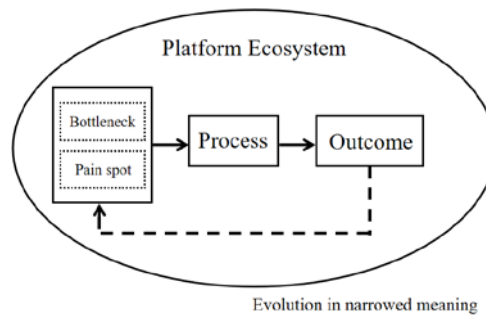 Platform Ecosystem
Bottleneck
Process
Outcome
Pain spot
Evolution in narrowed meaning